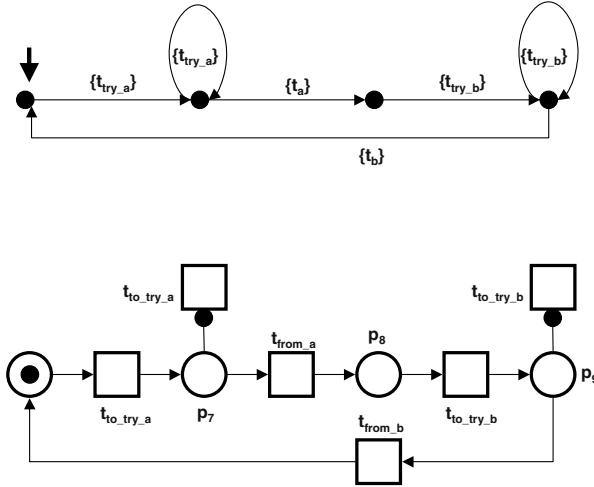 {t_try_a}
{t_try_a}
{t_a}
{t_try_b}
{t_try_b}
{t_b}
t_to_try_a
t_to_try_b
t_from_a
p_8
p_9
t_to_try_a
p_7
t_from_b
t_to_try_b